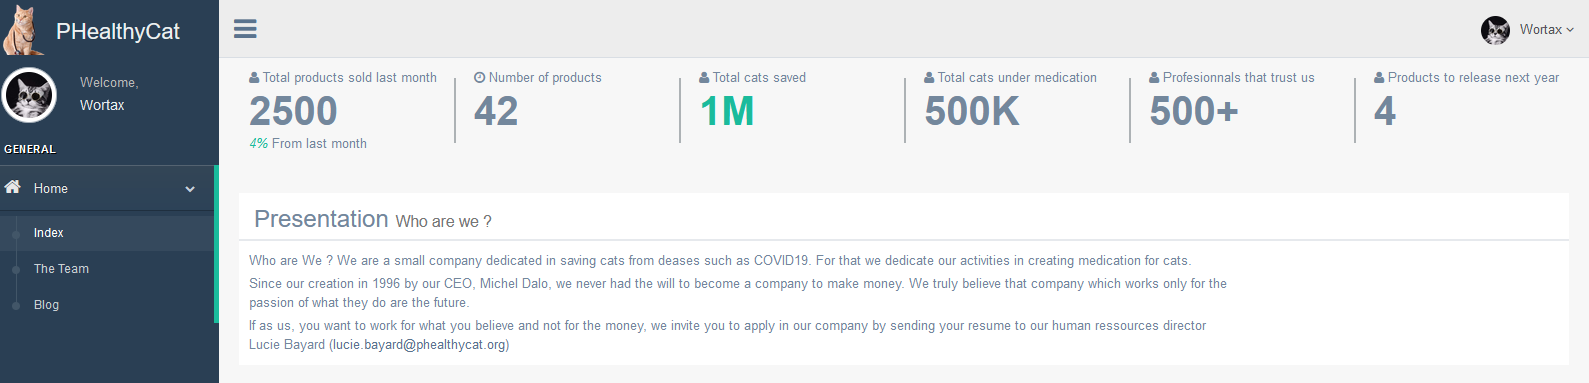 PHealthyCat
Welcome,
Wortax
GENERAL
Home
Index
The Team
Blog
Wortax
Total products sold last month
2500
4% From last month
Number of products
42
Total cats saved
1M
Total cats under medication
500K
Profesionnals that trust us
500+
Products to release next year
4
Presentation Who are we ?
Who are We ? We are a small company dedicated in saving cats from deases such as COVID19. For that we dedicate our activities in creating medication for cats.
Since our creation in 1996 by our CEO, Michel Dalo, we never had the will to become a company to make money. We truly believe that company which works only for the
passion of what they do are the future.
If as us, you want to work for what you believe and not for the money, we invite you to apply in our company by sending your resume to our human ressources director
Lucie Bayard (lucie.bayard@phealthycat.org)